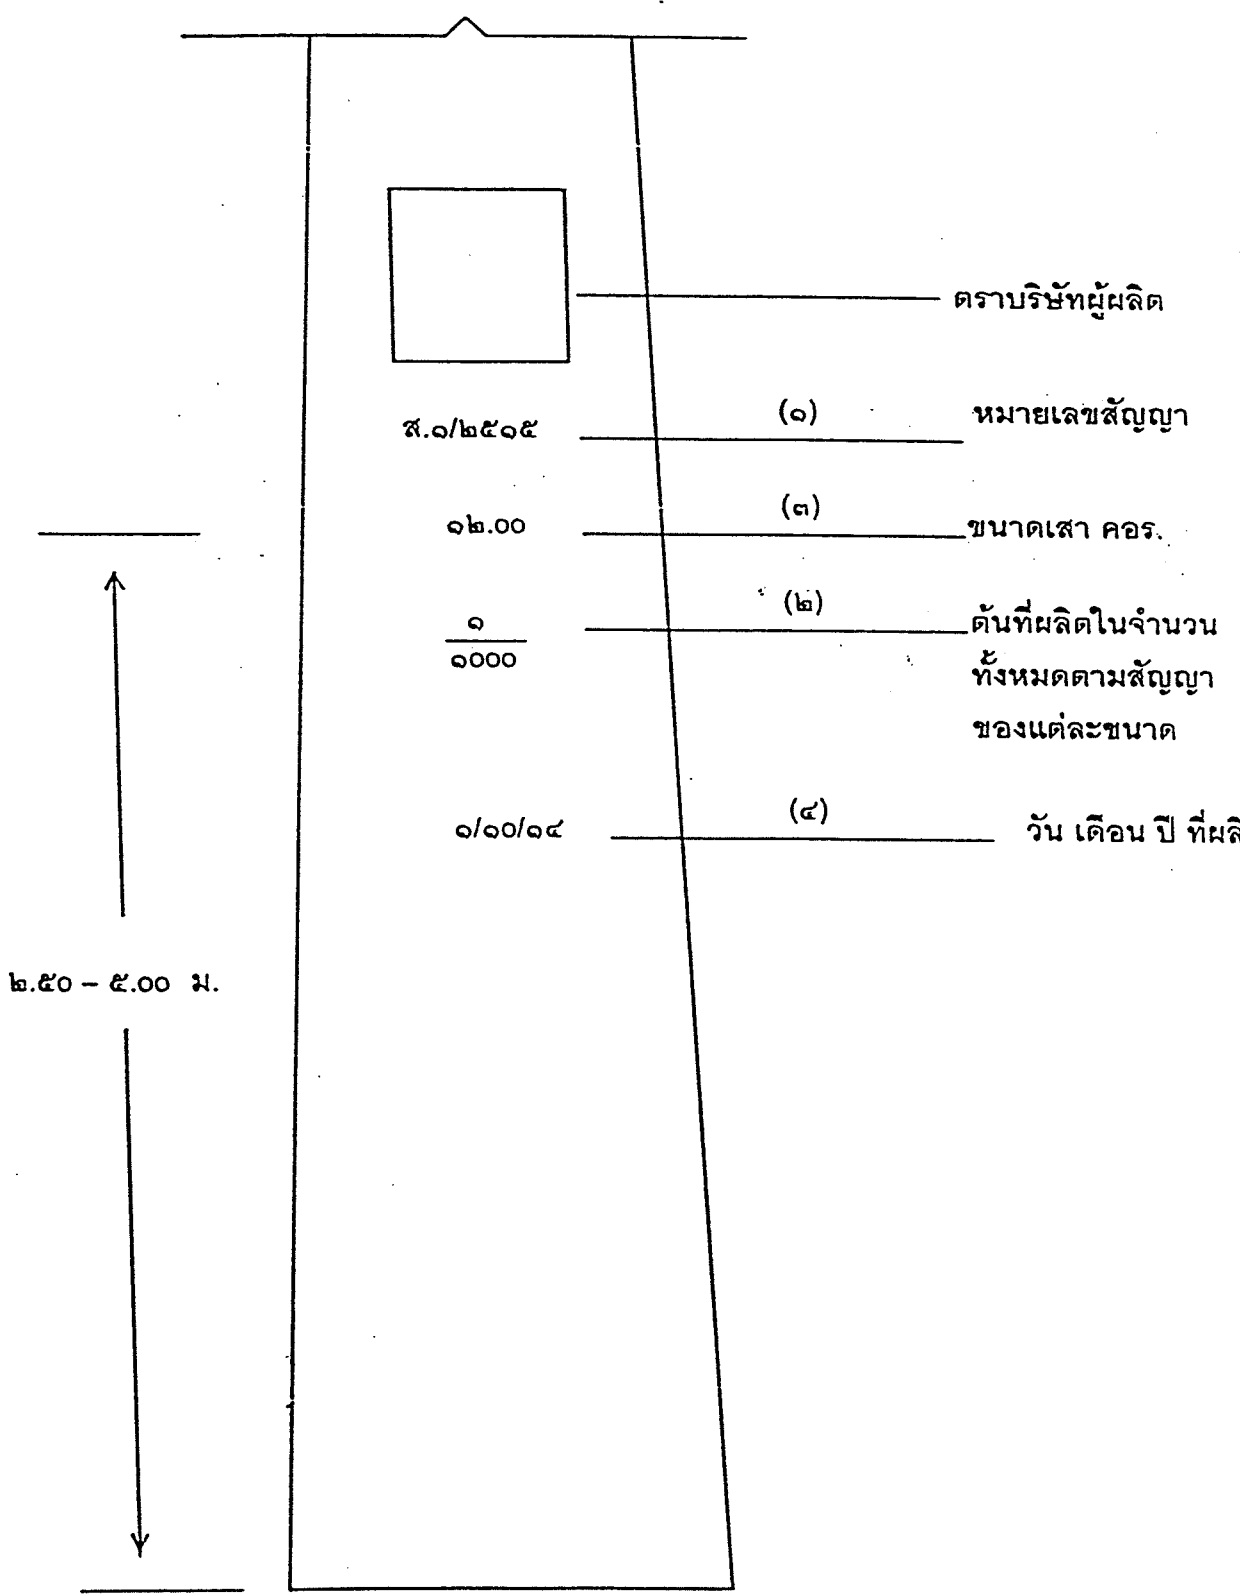 ตราบริษัทผู้ผลิต
ส.๑/๒๕๑๕ (๑) หมายเลขสัญญา
๑๒.๐๐ (๓) ขนาดเสา คอร.
๑ (๒) ต้นที่ผลิตในจำนวน
๑๐๐๐ ทั้งหมดตามสัญญา
ของแต่ละขนาด
๑/๑๐/๑๔ (๔) วัน เดือน ปี ที่ผลิ
๒.๕๐ – ๕.๐๐ ม.